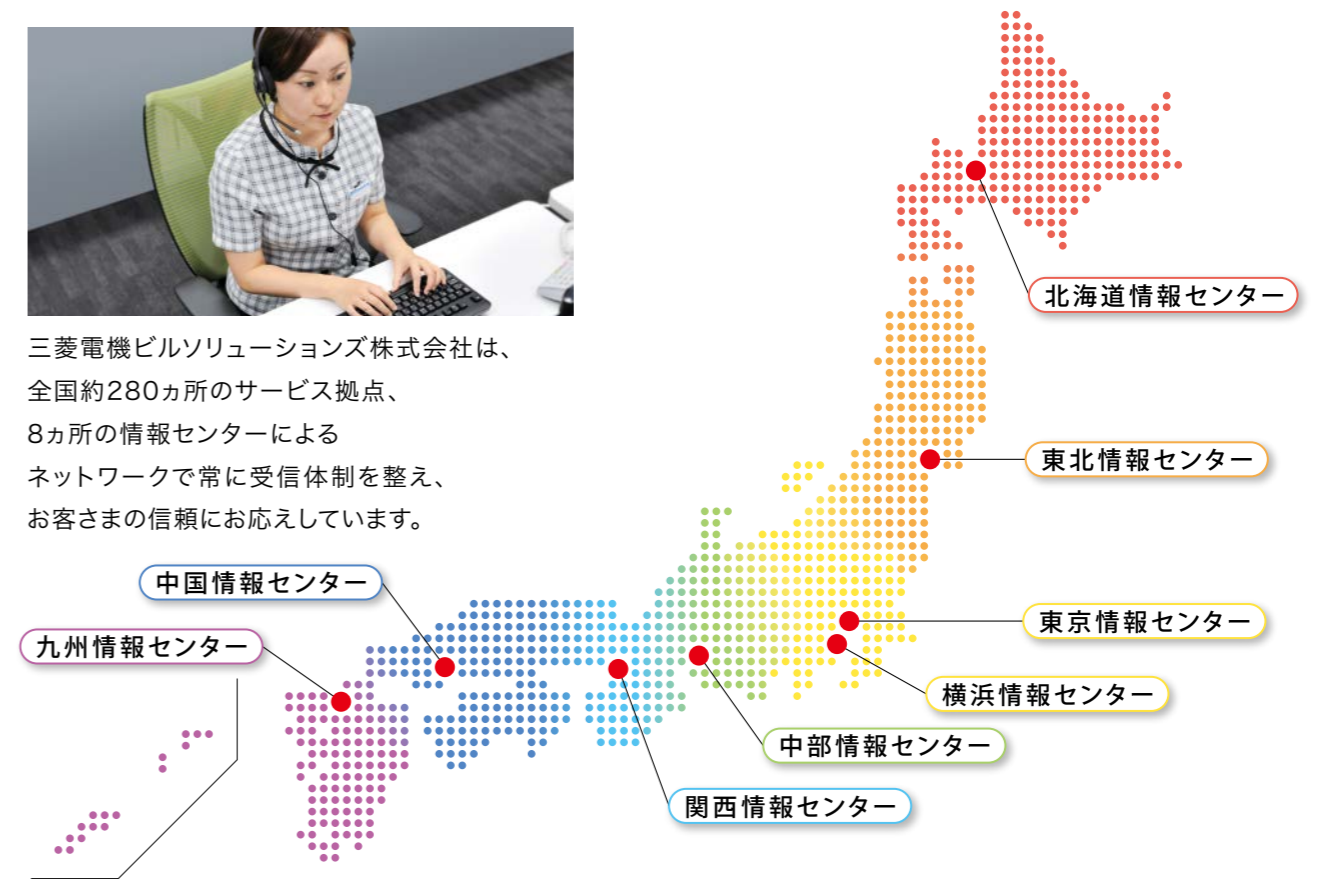 三菱電機ビルソリューションズ株式会社は、
全国約280ヵ所のサービス拠点、
8ヵ所の情報センターによる
ネットワークで常に受信体制を整え、
お客さまの信頼にお応えしています。
北海道情報センター
東北情報センター
東京情報センター
横浜情報センター
中部情報センター
関西情報センター
中国情報センター
九州情報センター